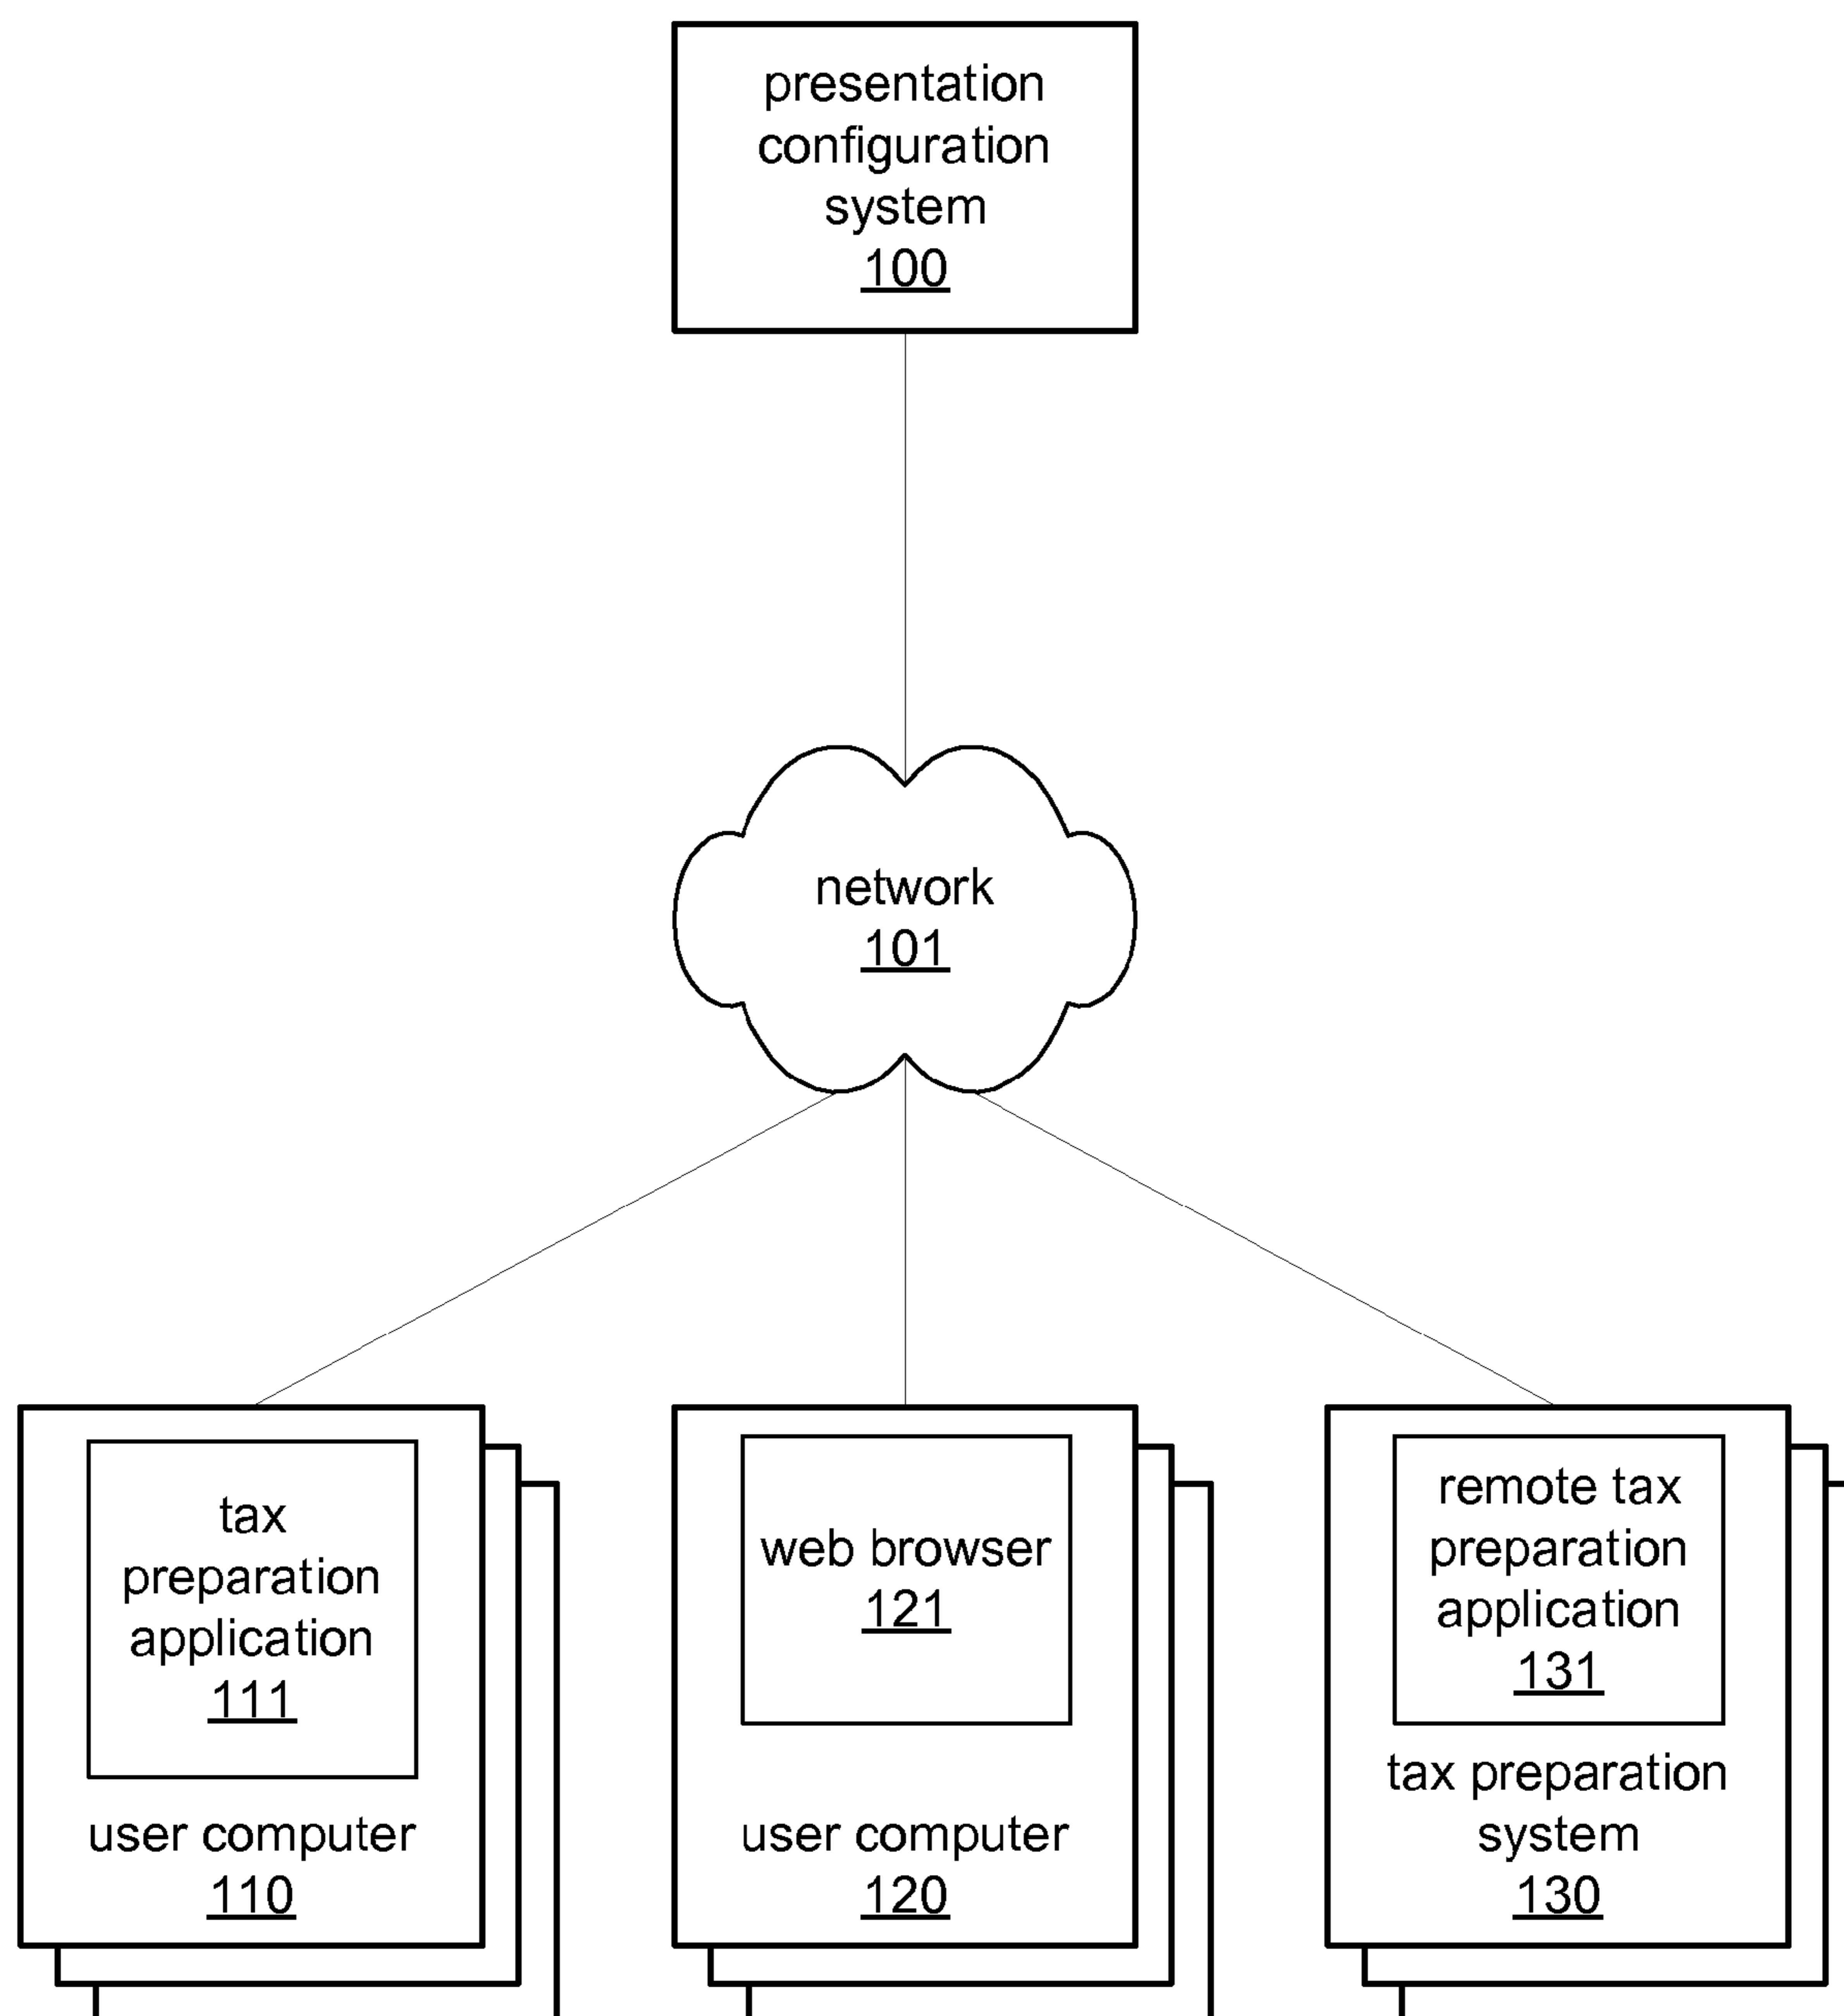 presentation
configuration
system
100
network
101
tax
preparation
application
111
user computer
110
web browser
121
user computer
120
remote tax
preparation
application
131
tax preparation
system
130